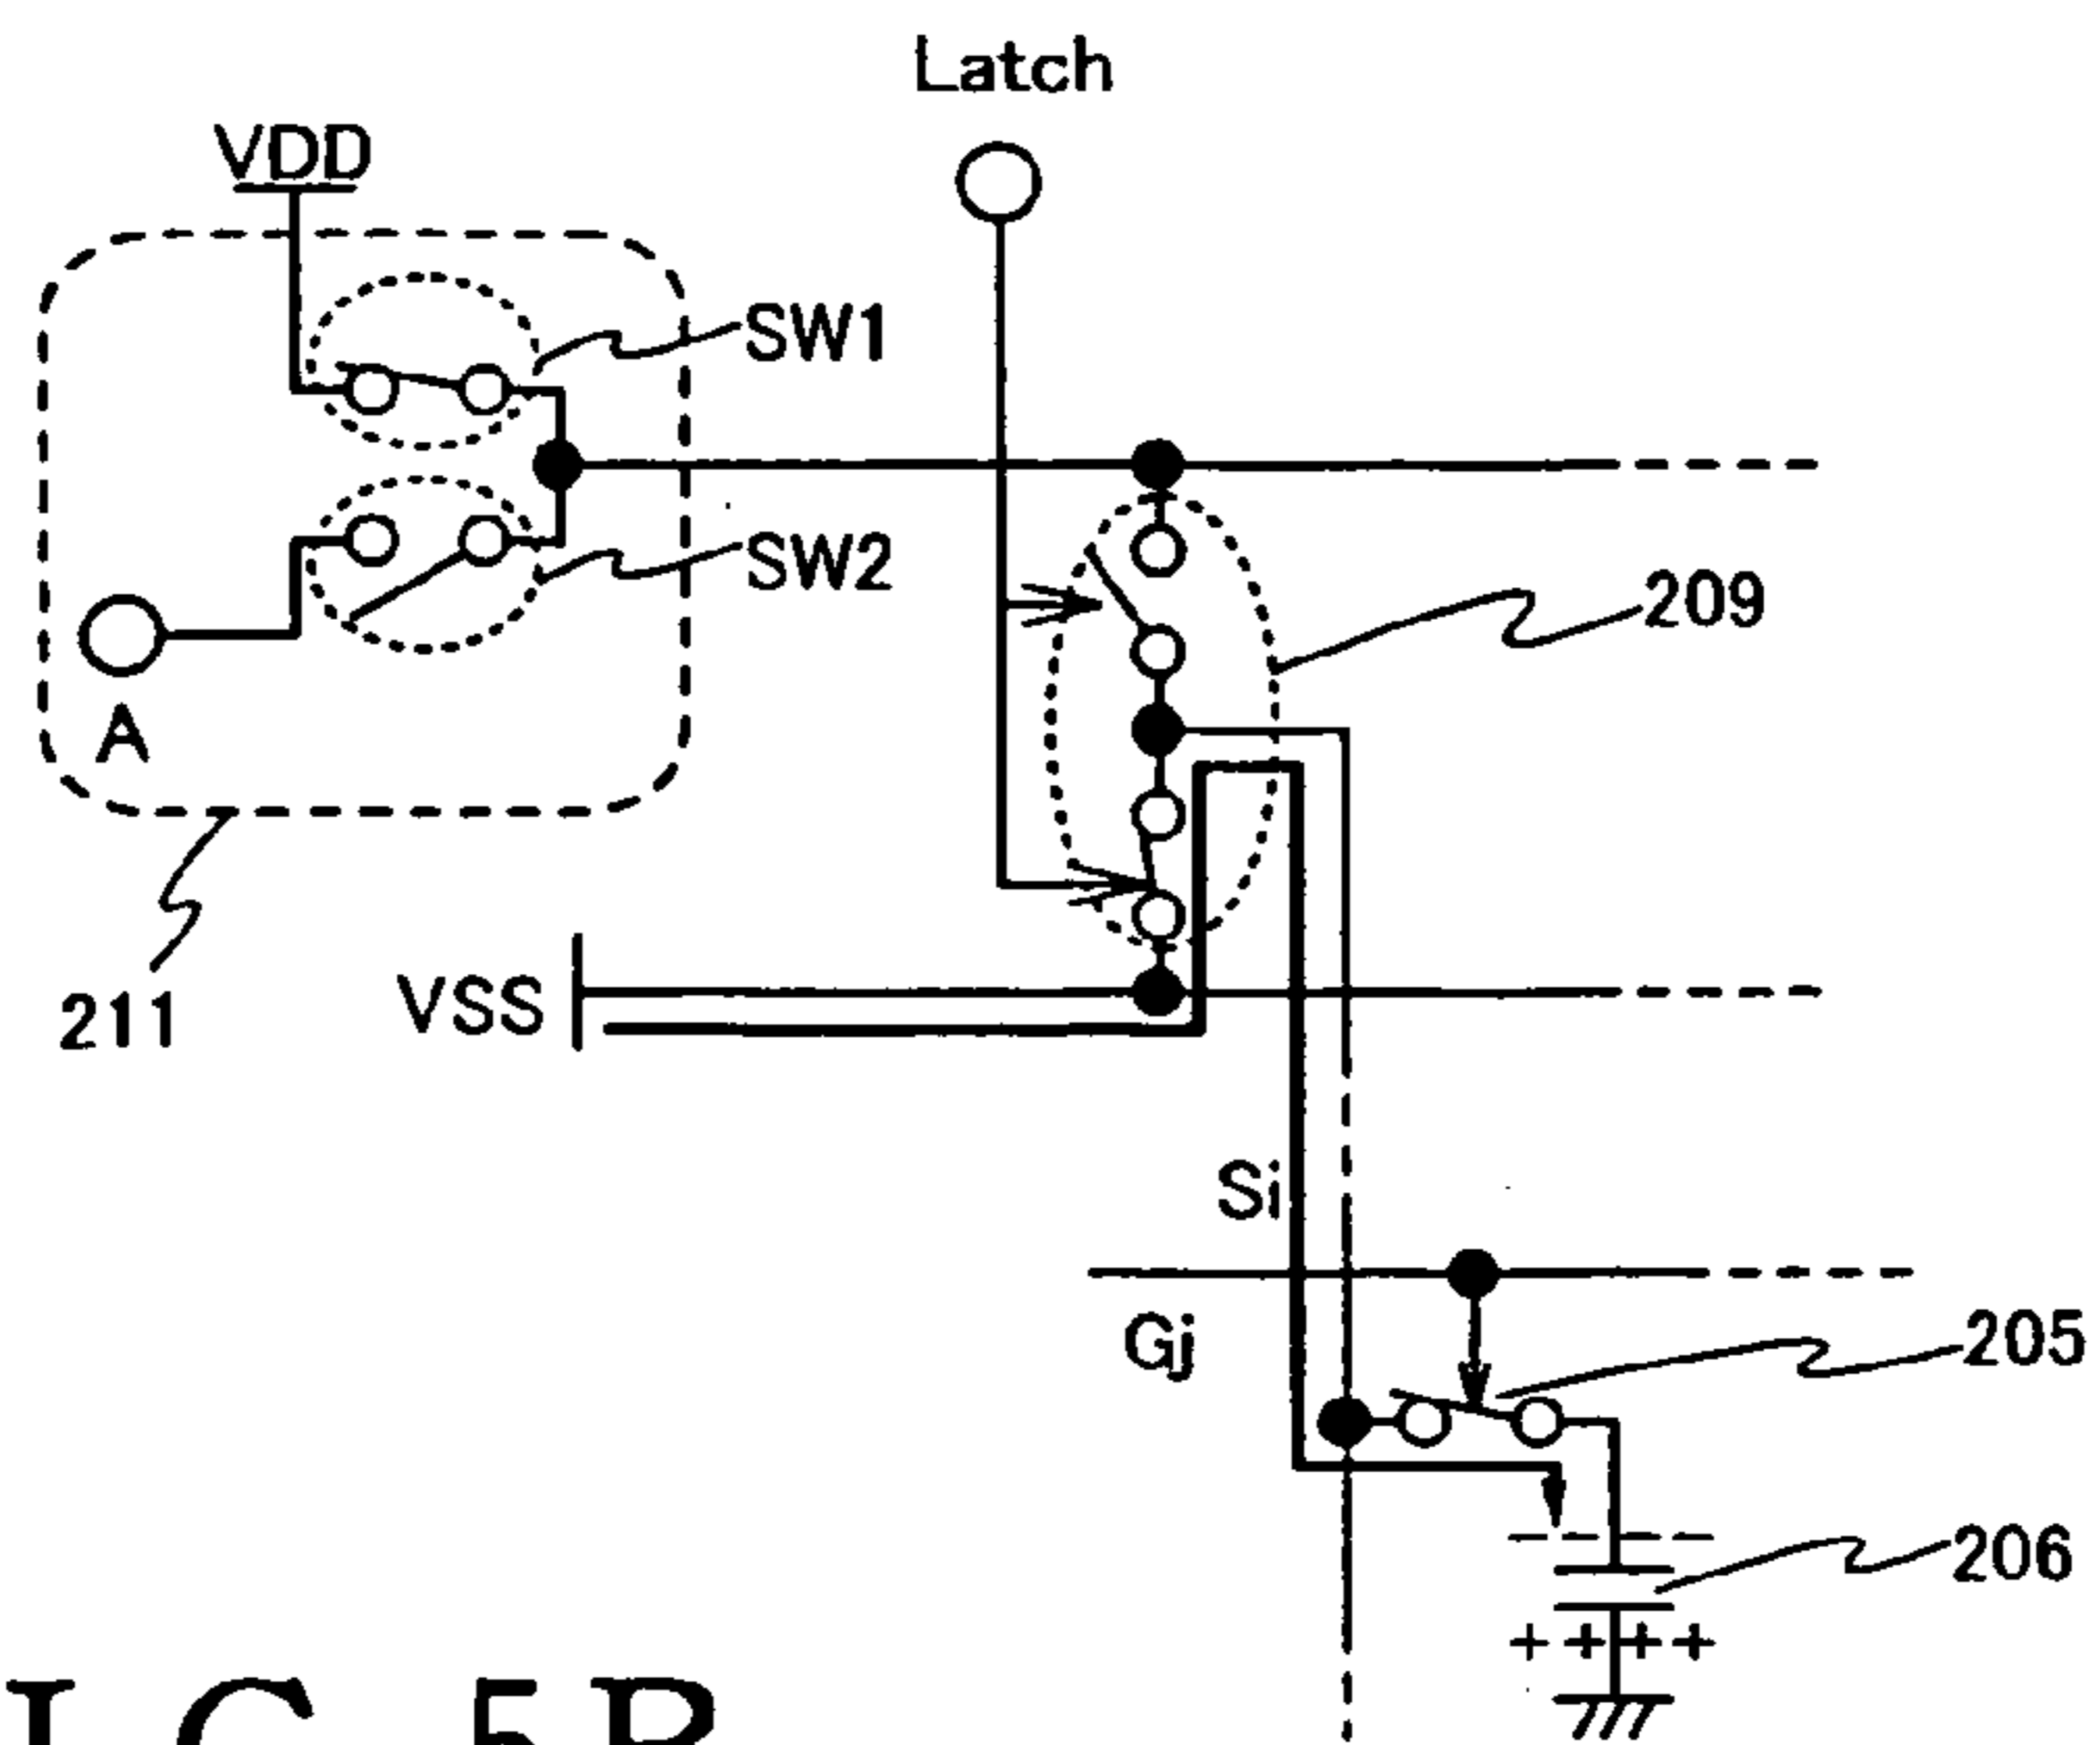 Latch
VDD
SW1
SW2
209
A
211
VSS
Si
Gj
205
206
- - - -
+ + + +